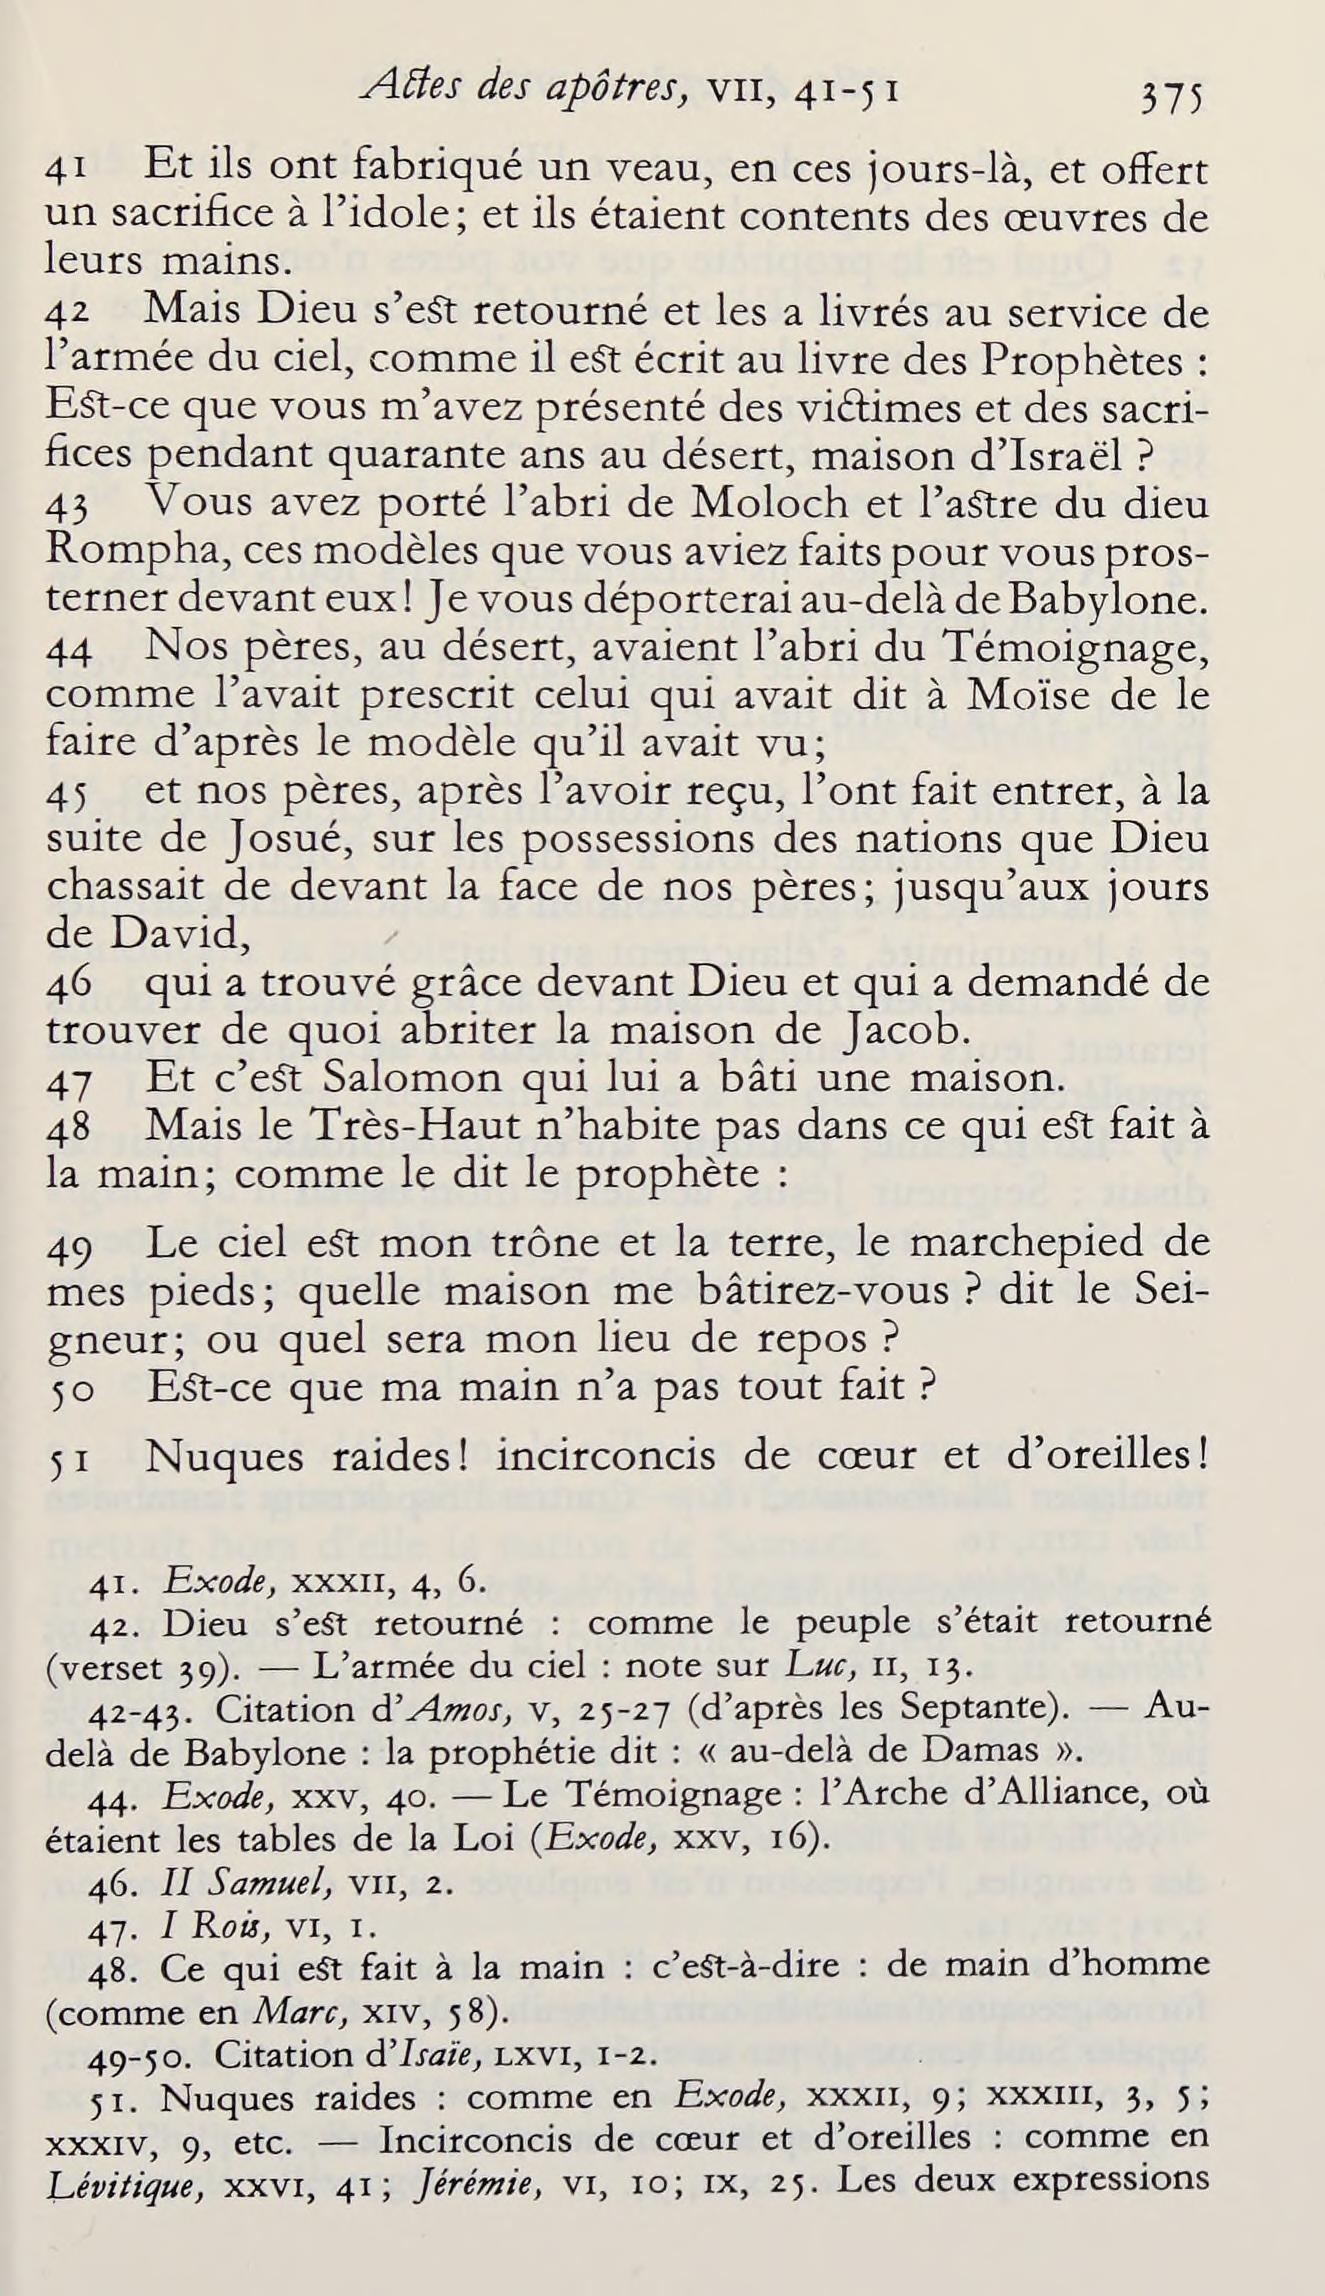 Actes des apôtres, VII, 41-51 375
41 Et ils ont fabriqué un veau, en ces jours-là, et offert
un sacrifice à l'idole; et ils étaient contents des œuvres de
leurs mains.
42 Mais Dieu s'est retourné et les a livrés au service de
l'armée du ciel, comme il est écrit au livre des Prophètes :
Est-ce que vous m'avez présenté des victimes et des sacri-
fices pendant quarante ans au désert, maison d'Israël ?
43 Vous avez porté l'abri de Moloch et l'astre du dieu
Rompha, ces modèles que vous aviez faits pour vous pros-
terner devant eux! Je vous déporterai au-delà de Babylone.
44 Nos pères, au désert, avaient l'abri du Témoignage,
comme l'avait prescrit celui qui avait dit à Moïse de le
faire d'après le modèle qu'il avait vu;
45 et nos pères, après l'avoir reçu, l'ont fait entrer, à la
suite de Josué, sur les possessions des nations que Dieu
chassait de devant la face de nos pères; jusqu'aux jours
de David,
46 qui a trouvé grâce devant Dieu et qui a demandé de
trouver de quoi abriter la maison de Jacob.
47 Et c'est Salomon qui lui a bâti une maison.
48 Mais le Très-Haut n'habite pas dans ce qui est fait à
la main; comme le dit le prophète :
49 Le ciel est mon trône et la terre, le marchepied de
mes pieds; quelle maison me bâtirez-vous ? dit le Sei-
gneur; ou quel sera mon lieu de repos ?
50 Est-ce que ma main n'a pas tout fait ?
51 Nuques raides! incirconcis de cœur et d'oreilles!
41. Exode, XXXII, 4, 6.
42. Dieu s'est retourné : comme le peuple s'était retourné
(verset 39). — L'armée du ciel : note sur Luc, II, 13.
42-43. Citation d'Amos, V, 25-27 (d'après les Septante). — Au-
delà de Babylone : la prophétie dit : « au-delà de Damas ».
44. Exode, XXV, 40. — Le Témoignage : l'Arche d'Alliance, où
étaient les tables de la Loi (Exode, XXV, 16).
46. II Samuel, VII, 2.
47. I Rois, VI, 1.
48. Ce qui est fait à la main : c'est-à-dire : de main d'homme
(comme en Marc, XIV, 58).
49-50. Citation d'Isaïe, LXVI, 1-2.
51. Nuques raides : comme en Exode, XXXII, 9; XXXIII, 3, 5;
XXXIV, 9, etc. — Incirconcis de cœur et d'oreilles : comme en
Lévitique, XXVI, 41; Jérémie, VI, 10; IX, 25. Les deux expressions